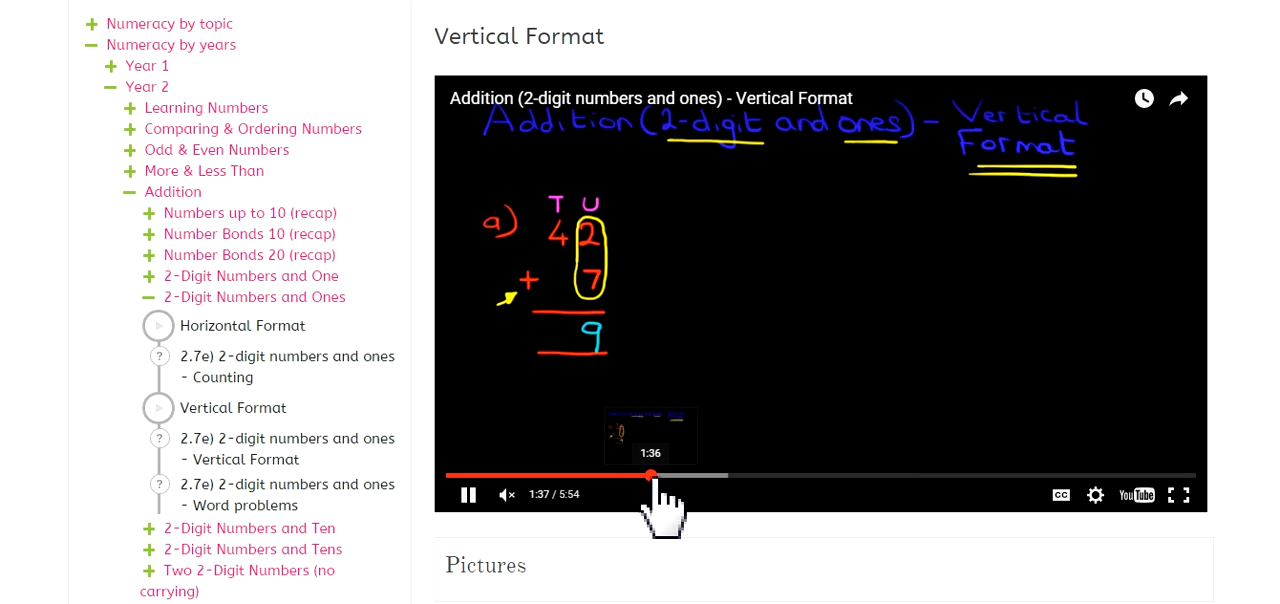 Numeracy by topic
Numeracy by years
Year 1
Year 2
Learning Numbers
Comparing & Ordering Numbers
Odd & Even Numbers
More & Less Than
Addition
Numbers up to 10 (recap)
Number Bonds 10 (recap)
Number Bonds 20 (recap)
2-Digit Numbers and One
2-Digit Numbers and Ones
Horizontal Format
2.7e) 2-digit numbers and ones
- Counting
Vertical Format
2.7e) 2-digit numbers and ones
- Vertical Format
2.7e) 2-digit numbers and ones
- Word problems
2-Digit Numbers and Ten
2-Digit Numbers and Tens
Two 2-Digit Numbers (no
carrying)
Vertical Format
Addition (2-digit numbers and ones) - Vertical Format
Addition (2-digit and ones) - Vertical
Format
T U
a) 4 2
+ 7
9
1:36
1:37 / 5:54
CC
YouTube
Pictures